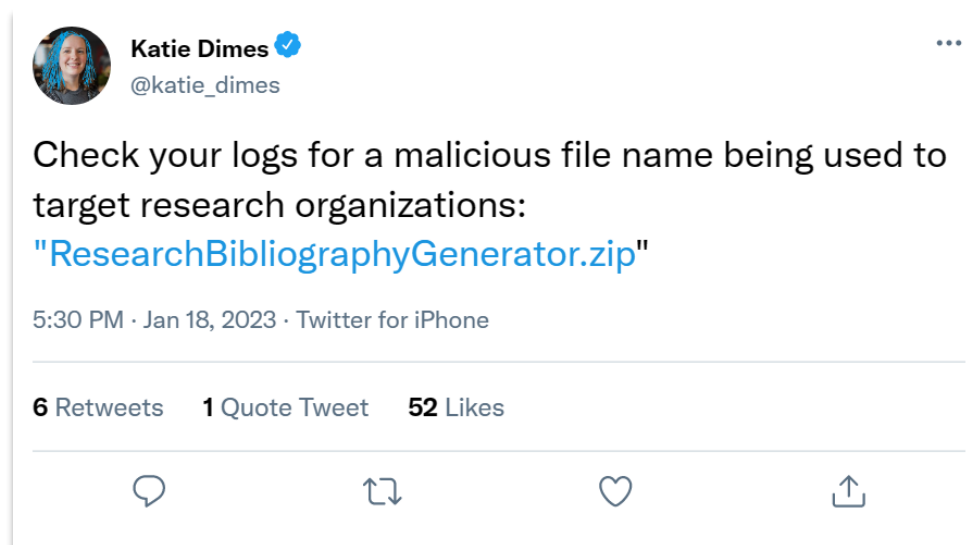 Katie Dimes
@katie_dimes
Check your logs for a malicious file name being used to
target research organizations:
"ResearchBibliographyGenerator.zip"
5:30 PM · Jan 18, 2023 · Twitter for iPhone
6 Retweets 1 Quote Tweet 52 Likes